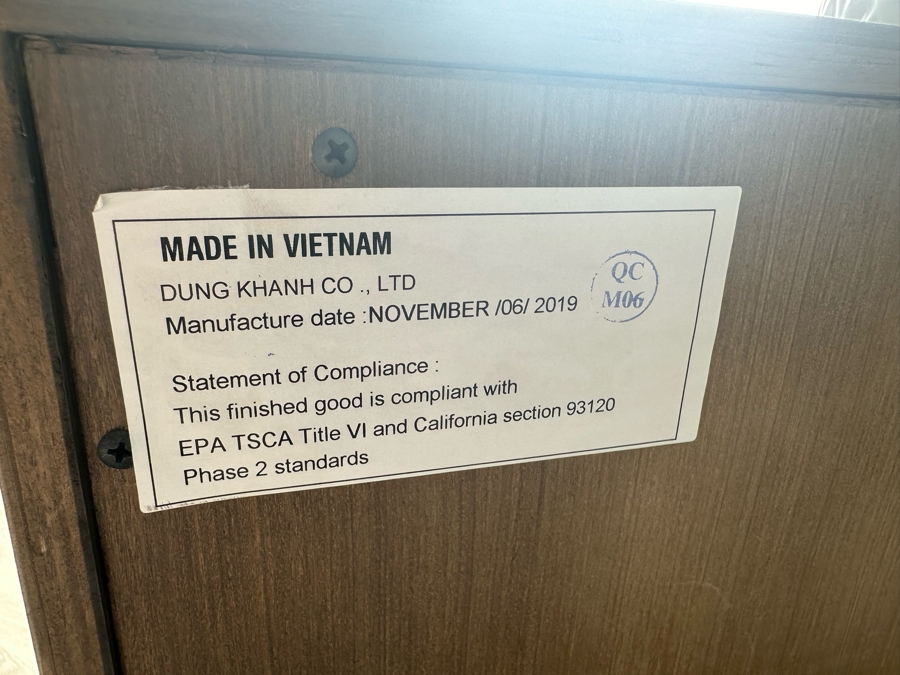 MADE IN VIETNAM
DUNG KHANH CO ., LTD
Manufacture date :NOVEMBER /06/ 2019
QC
M06
Statement of Compliance :
This finished good is compliant with
EPA TSCA Title VI and California section 93120
Phase 2 standards